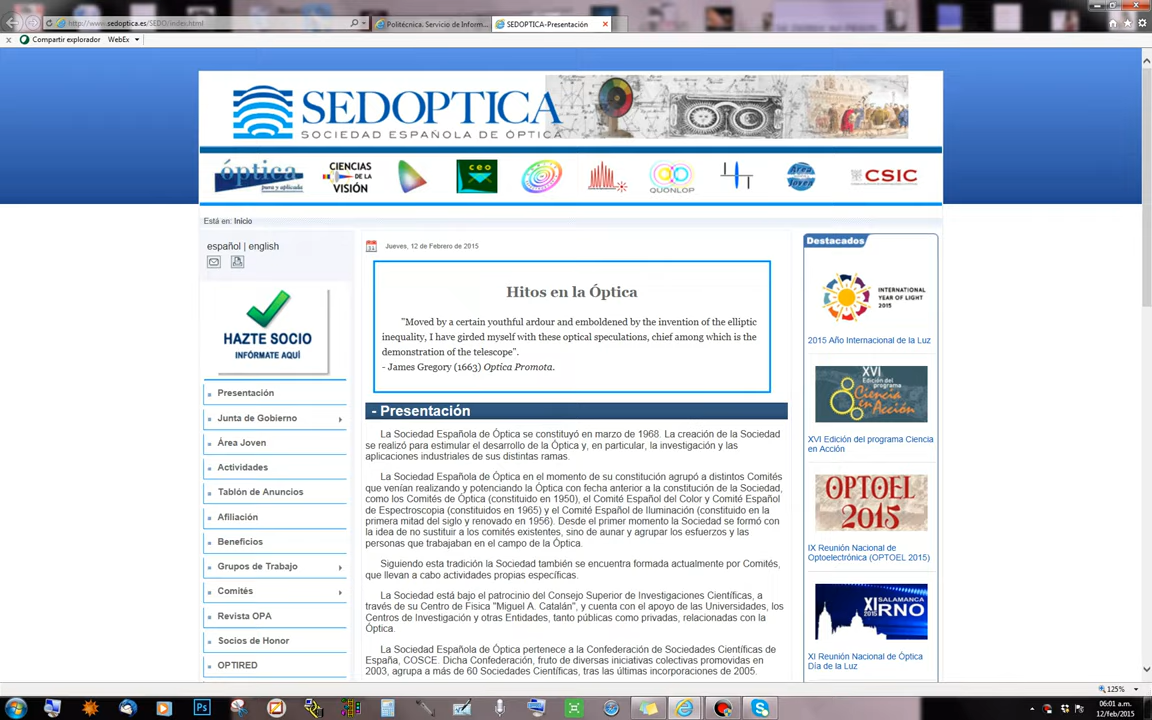 http://www.sedoptica.es/SEDO/index.html
Politécnica. Servicio de Inform...
SEDOPTICA-Presentación
Compartir explorador
WebEx
SEDOPTICA
SOCIEDAD ESPAÑOLA DE ÓPTICA
óptica
pura y aplicada
CIENCIAS
DE LA
VISIÓN
ceo
QUONLOP
Área Joven
CSIC
Está en: Inicio
español | english
Jueves, 12 de Febrero de 2015
HAZTE SOCIO
INFÓRMATE AQUÍ
Presentación
Junta de Gobierno
Área Joven
Actividades
Tablón de Anuncios
Afiliación
Beneficios
Grupos de Trabajo
Comités
Revista OPA
Socios de Honor
OPTIRED
Hitos en la Óptica
"Moved by a certain youthful ardour and emboldened by the invention of the elliptic
inequality, I have girded myself with these optical speculations, chief among which is the
demonstration of the telescope".
- James Gregory (1663) Optica Promota.
- Presentación
La Sociedad Española de Óptica se constituyó en marzo de 1968. La creación de la Sociedad
se realizó para estimular el desarrollo de la Óptica y, en particular, la investigación y las
aplicaciones industriales de sus distintas ramas.
La Sociedad Española de Óptica en el momento de su constitución agrupó a distintos Comités
que venían realizando y potenciando la Óptica con fecha anterior a la constitución de la Sociedad,
como los Comités de Óptica (constituido en 1950), el Comité Español del Color y Comité Español
de Espectroscopia (constituidos en 1965) y el Comité Español de Iluminación (constituido en la
primera mitad del siglo y renovado en 1956). Desde el primer momento la Sociedad se formó con
la idea de no sustituir a los comités existentes, sino de aunar y agrupar los esfuerzos y las
personas que trabajaban en el campo de la Óptica.
Siguiendo esta tradición la Sociedad también se encuentra formada actualmente por Comités,
que llevan a cabo actividades propias específicas.
La Sociedad está bajo el patrocinio del Consejo Superior de Investigaciones Científicas, a
través de su Centro de Física "Miguel A. Catalán", y cuenta con el apoyo de las Universidades, los
Centros de Investigación y otras Entidades, tanto públicas como privadas, relacionadas con la
Óptica.
La Sociedad Española de Óptica pertenece a la Confederación de Sociedades Científicas de
España, COSCE. Dicha Confederación, fruto de diversas iniciativas colectivas promovidas en
2003, agrupa a más de 60 Sociedades Científicas, tras las últimas incorporaciones de 2005.
Destacados
INTERNATIONAL
YEAR OF LIGHT
2015
2015 Año Internacional de la Luz
XVI
Edición del programa
Ciencia
en Acción
XVI Edición del programa Ciencia
en Acción
OPTOEL
2015
IX Reunión Nacional de
Optoelectrónica (OPTOEL 2015)
SALAMANCA
XI RNO
2015
XI Reunión Nacional de Óptica
Día de la Luz
125%
06:01 a.m.
12/feb/2015